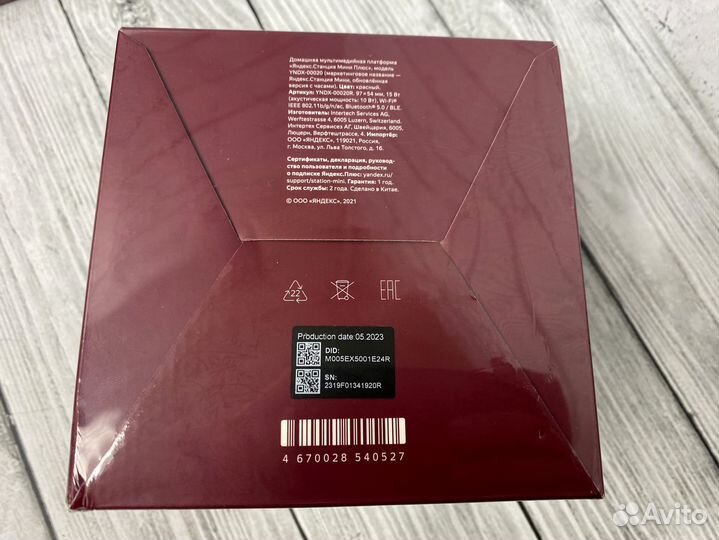 Домашняя мультимедийная платформа
«Яндекс.Станция Мини Плюс», модель
YNDX-00020 (маркетинговое название —
Яндекс.Станция Мини, обновлённая
версия с часами). Цвет: красный.
Артикул: YNDX-00020R. 97×54 мм, 15 Вт
(акустическая мощность: 10 Вт), Wi-Fi®
IEEE 802.11b/g/n/ac, Bluetooth® 5.0 / BLE.
Изготовитель: Intertech Services AG,
Werftestrasse 4, 6005 Luzern, Switzerland.
Интертех Сервисез АГ, Швейцария, 6005,
Люцерн, Верфтештрассе, 4. Импортёр:
ООО «ЯНДЕКС», 119021, Россия,
г. Москва, ул. Льва Толстого, д. 16.
Сертификаты, декларация, руковод-
ство пользователя и подробности
о подписке Яндекс.Плюс: yandex.ru/
support/station-mini. Гарантия: 1 год.
Срок службы: 2 года. Сделано в Китае.
© ООО «ЯНДЕКС», 2021
22
EAC
Production date:05.2023
DID:
M005EX5001E24R
SN:
2319F01341920R
4 670028 540527
Avito